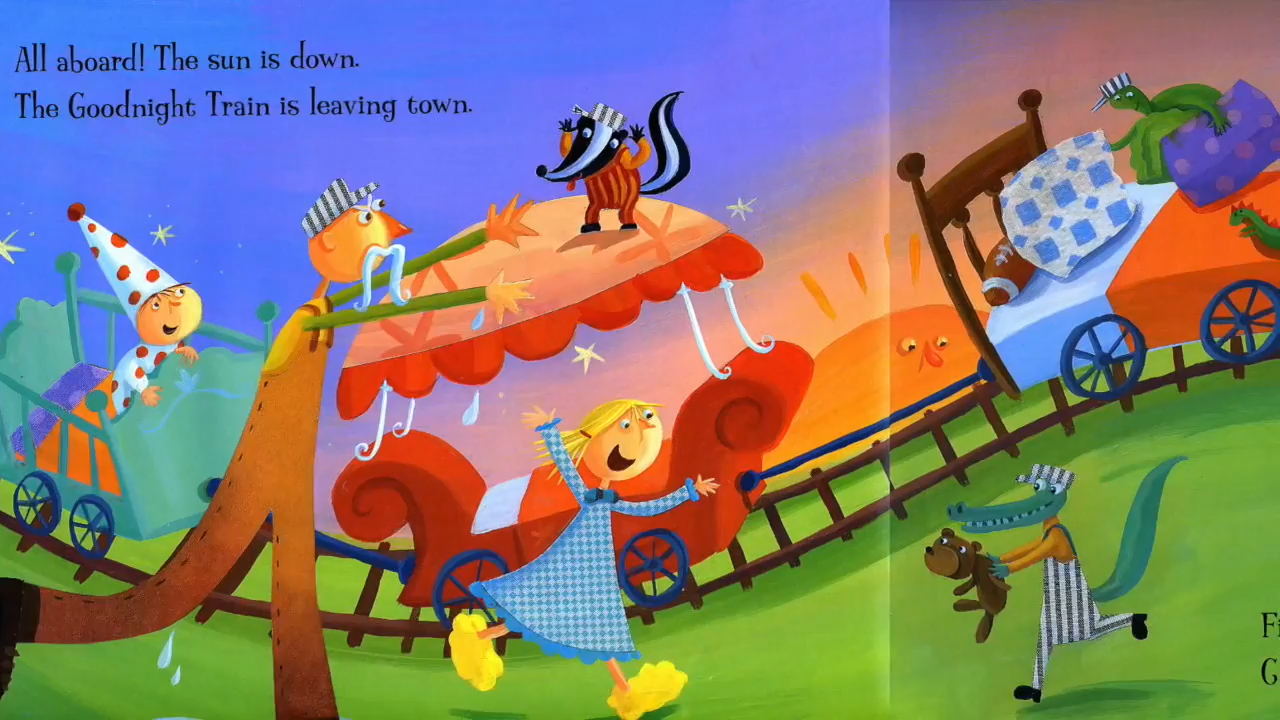 All aboard! The sun is down.
The Goodnight Train is leaving town.